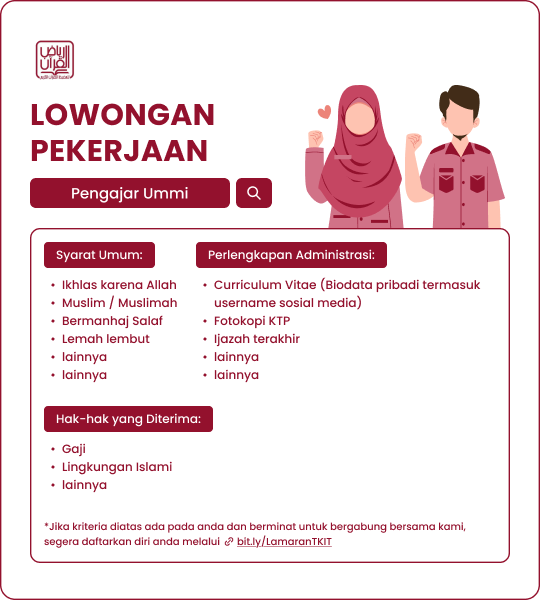 رياض
القرآن
LOWONGAN
PEKERJAAN
Pengajar Ummi
Syarat Umum:
• Ikhlas karena Allah
• Muslim / Muslimah
• Bermanhaj Salaf
• Lemah lembut
• lainnya
• lainnya
Perlengkapan Administrasi:
• Curriculum Vitae (Biodata pribadi termasuk
username sosial media)
• Fotokopi KTP
• Ijazah terakhir
• lainnya
• lainnya
Hak-hak yang Diterima:
• Gaji
• Lingkungan Islami
• lainnya
*Jika kriteria diatas ada pada anda dan berminat untuk bergabung bersama kami,
segera daftarkan diri anda melalui bit.ly/LamaranTKIT